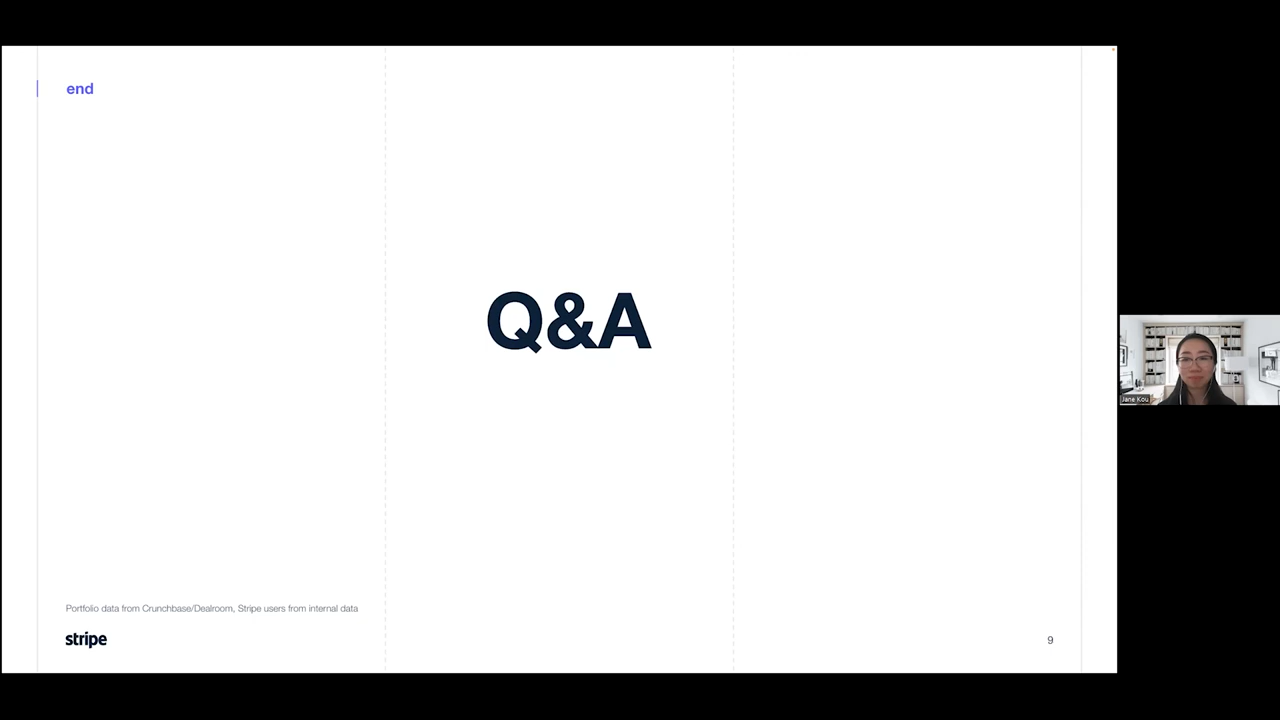 end
Q&A
Portfolio data from Crunchbase/Dealroom, Stripe users from internal data
stripe
9
Jane Kou